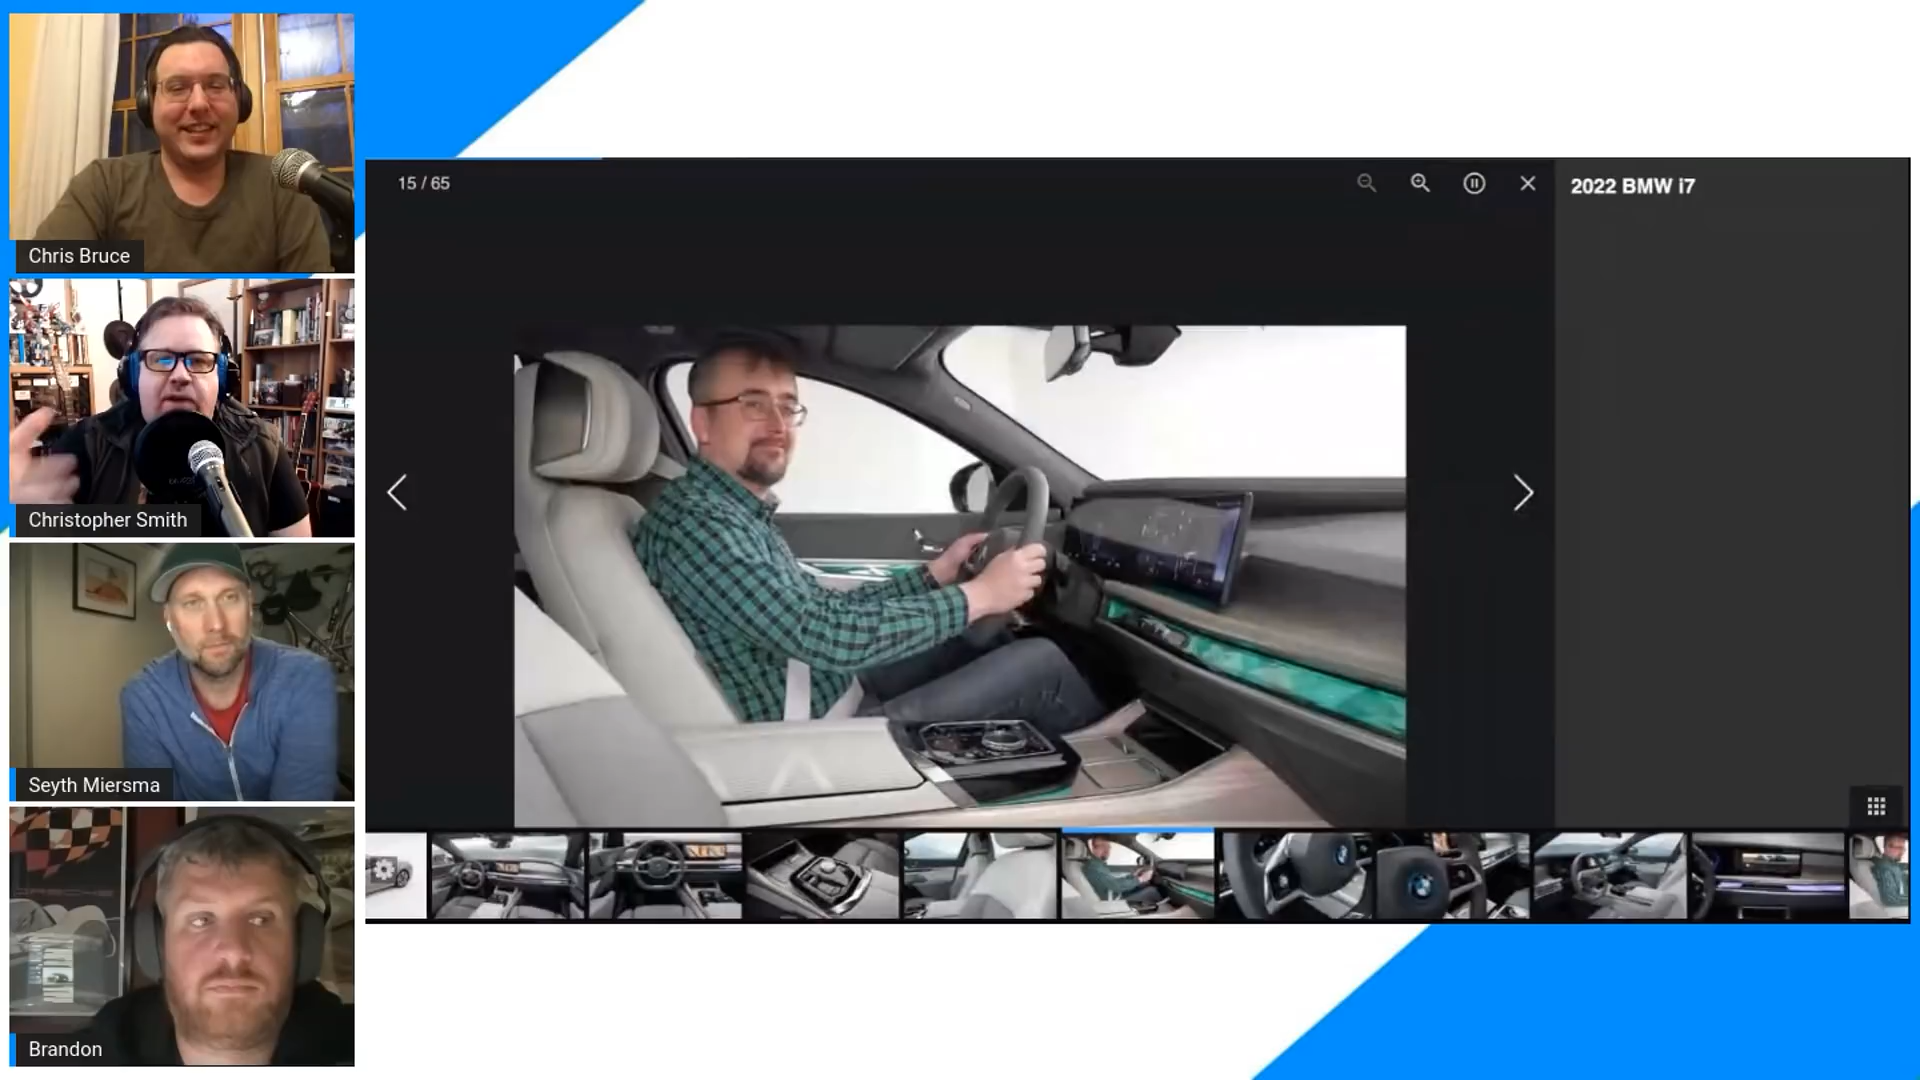 Chris Bruce
Christopher Smith
Seyth Miersma
Brandon
15 / 65
2022 BMW i7